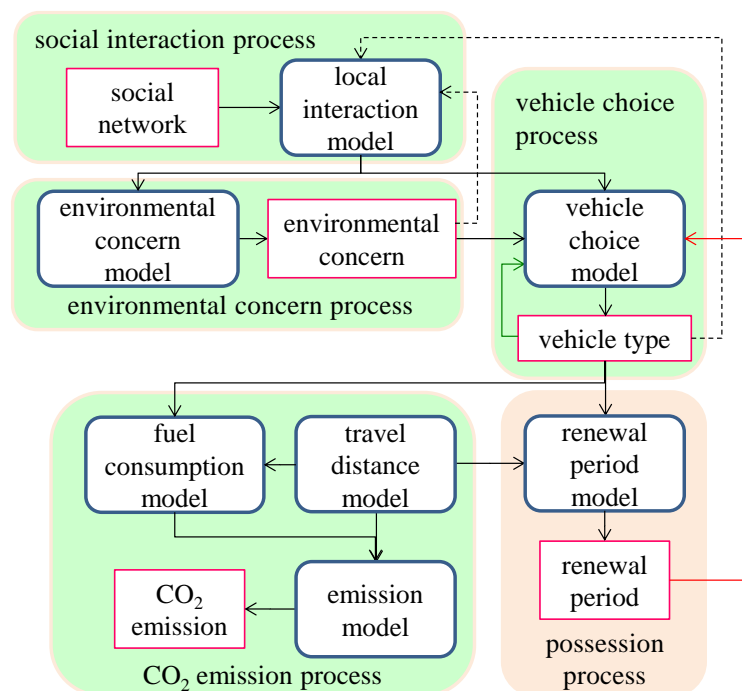 social interaction process
social
network
local
interaction
model
vehicle choice
process
environmental
concern
model
environmental
concern
vehicle
choice
model
environmental concern process
vehicle type
fuel
consumption
model
travel
distance
model
renewal
period
model
CO₂
emission
emission
model
renewal
period
CO₂ emission process
possession
process